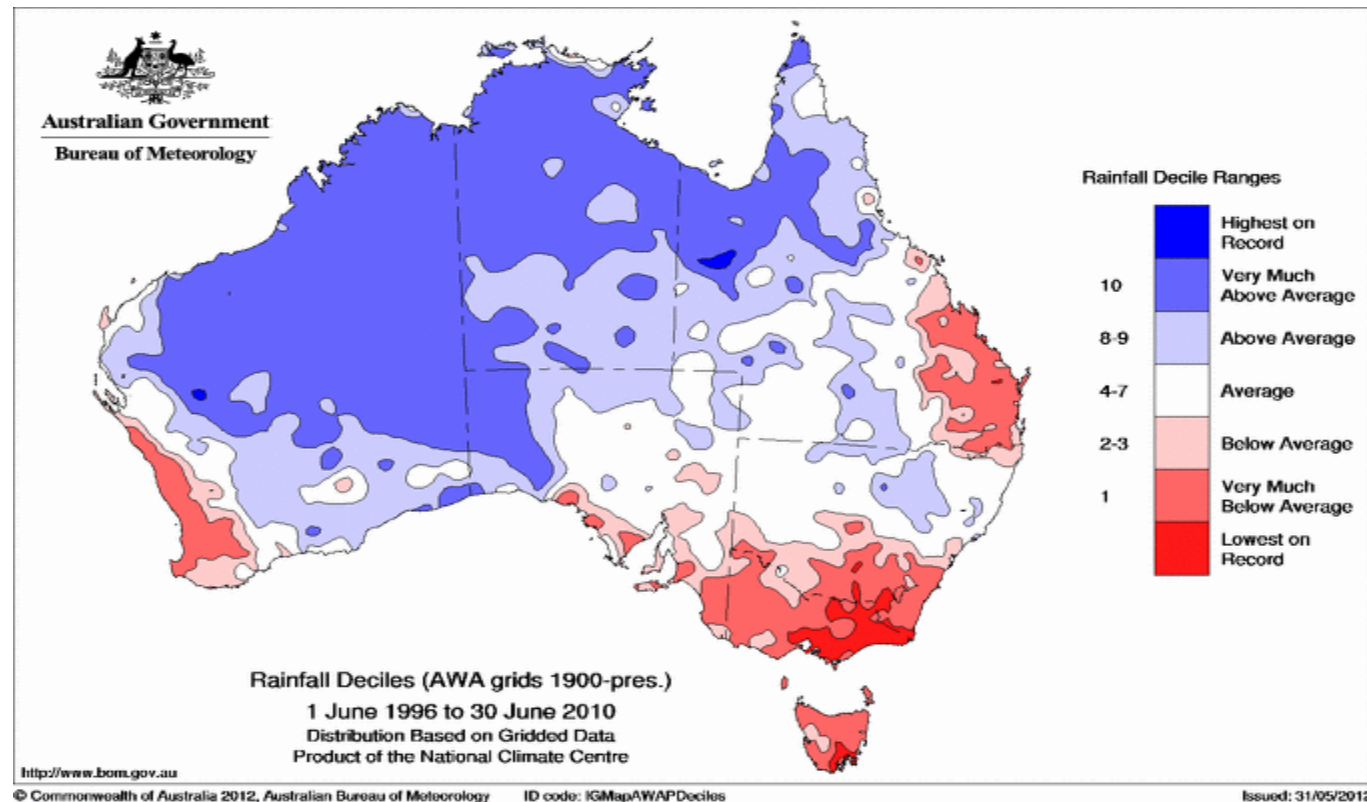 Australian Government
Bureau of Meteorology
Rainfall Decile Ranges
Highest on
Record
10
Very Much
Above Average
8-9
Above Average
4-7
Average
2-3
Below Average
1
Very Much
Below Average
Lowest on
Record
Rainfall Deciles (AWA grids 1900-pres.)
1 June 1996 to 30 June 2010
Distribution Based on Gridded Data
Product of the National Climate Centre
http://www.bom.gov.au
© Commonwealth of Australia 2012, Australian Bureau of Meteorology
ID code: IGMapAWAPDeciles
Issued: 31/05/2012